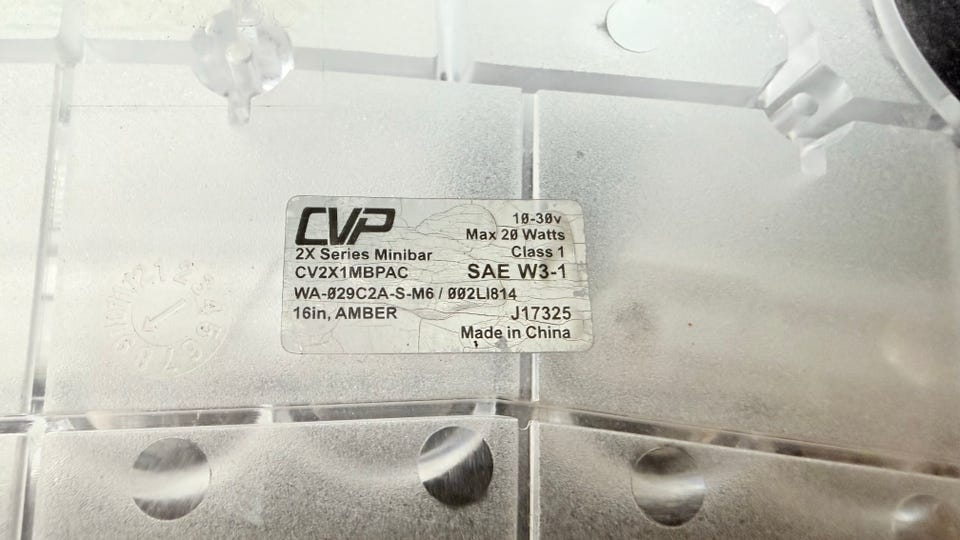 CVP
10-30v
Max 20 Watts
2X Series Minibar
Class 1
CV2X1MBPAC
SAE W3-1
WA-029C2A-S-M6 / 002LI814
16in, AMBER
J17325
Made in China